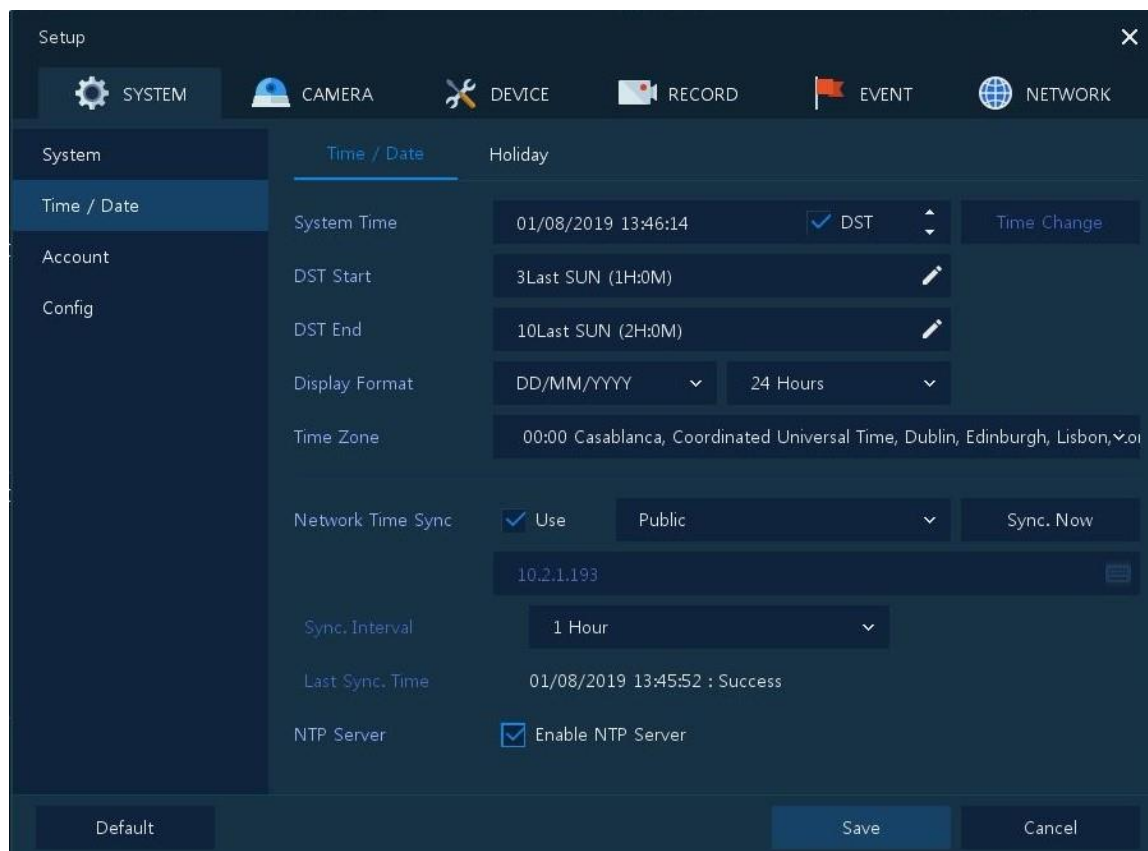 Setup
SYSTEM CAMERA DEVICE RECORD EVENT NETWORK
System
Time / Date
Account
Config
Time / Date Holiday
System Time 01/08/2019 13:46:14 DST Time Change
DST Start 3Last SUN (1H:0M)
DST End 10Last SUN (2H:0M)
Display Format DD/MM/YYYY 24 Hours
Time Zone 00:00 Casablanca, Coordinated Universal Time, Dublin, Edinburgh, Lisbon,
Network Time Sync Use Public Sync. Now
10.2.1.193
Sync. Interval 1 Hour
Last Sync. Time 01/08/2019 13:45:52 : Success
NTP Server Enable NTP Server
Default Save Cancel